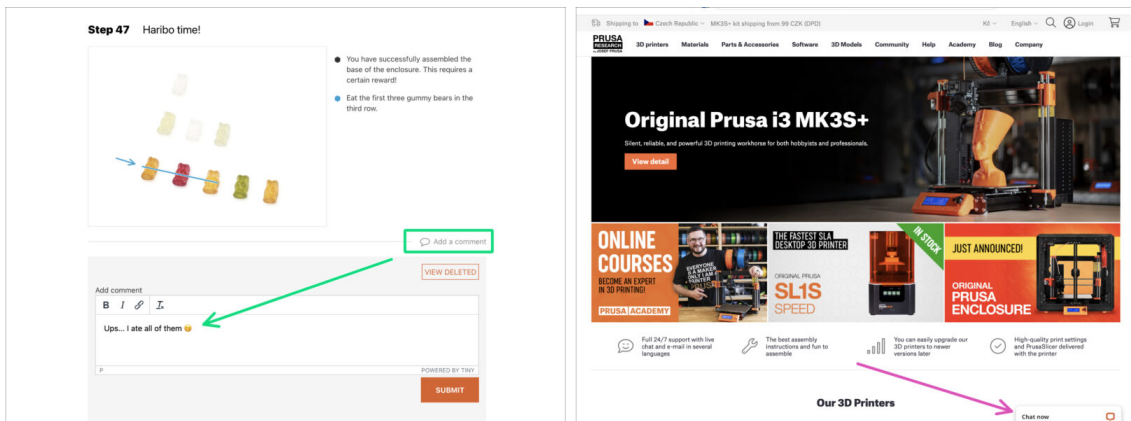 Step 47 Haribo time!
You have successfully assembled the
base of the enclosure. This requires a
certain reward!
Eat the first three gummy bears in the
third row.
Add a comment
VIEW DELETED
Add comment
B I
Ups... I ate all of them
P
POWERED BY TINY
SUBMIT
Shipping to Czech Republic MK3S+ kit shipping from 99 CZK (DPD)
Kč English Login
PRUSA
RESEARCH
by JOSEF PRUSA
3D printers Materials Parts & Accessories Software 3D Models Community Help Academy Blog Company
Original Prusa i3 MK3S+
Silent, reliable, and powerful 3D printing workhorse for both hobbyists and professionals.
View detail
ONLINE
COURSES
BECOME AN EXPERT
IN 3D PRINTING!
PRUSA ACADEMY
EVERYONE
IS A MAKER
THE FASTEST SLA
DESKTOP 3D PRINTER
ORIGINAL PRUSA
SL1S
SPEED
IN STOCK
JUST ANNOUNCED!
ORIGINAL
PRUSA
ENCLOSURE
Full 24/7 support with live
chat and e-mail in several
languages
The best assembly
instructions and fun to
assemble
You can easily upgrade our
3D printers to newer
versions later
High-quality print settings
and PrusaSlicer delivered
with the printer
Our 3D Printers
Chat now